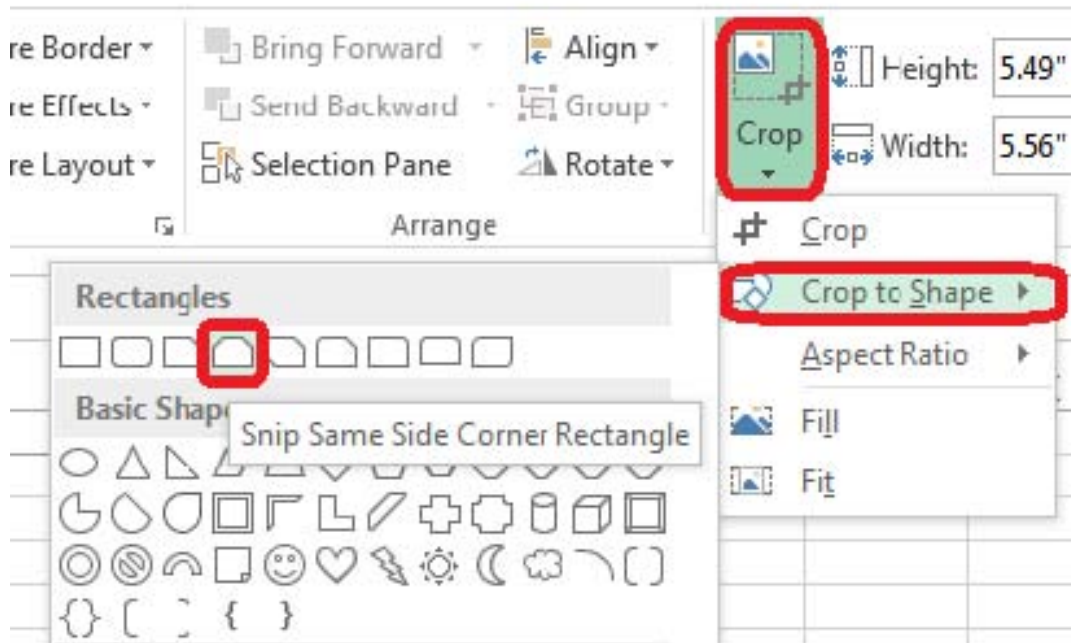 re Border
Bring Forward
Align
Height: 5.49"
re Effects
Send Backward
Group
Crop
Width: 5.56"
re Layout
Selection Pane
Rotate
Arrange
Crop
Rectangles
Crop to Shape
Aspect Ratio
Basic Shap
Snip Same Side Corner Rectangle
Fill
Fit